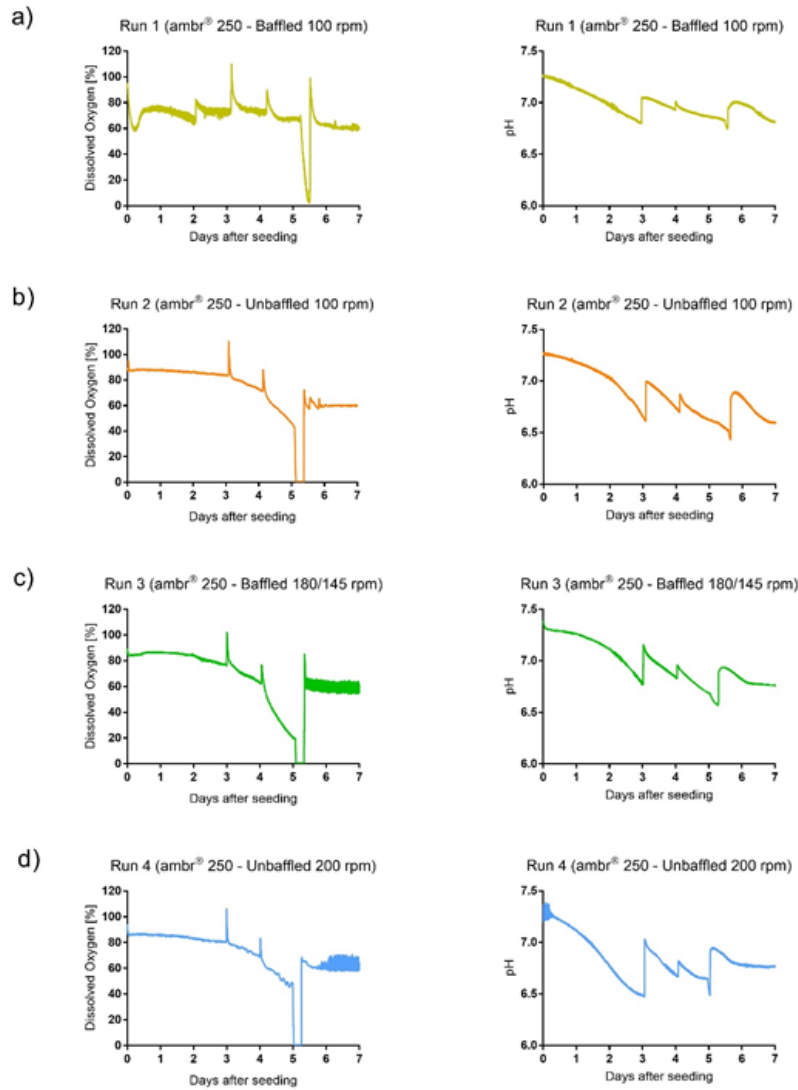 a)
Run 1 (ambr® 250 - Baffled 100 rpm)
Dissolved Oxygen [%]
120
100
80
60
40
20
0
0 1 2 3 4 5 6 7
Days after seeding
Run 1 (ambr® 250 - Baffled 100 rpm)
pH
7.5
7.0
6.5
6.0
0 1 2 3 4 5 6 7
Days after seeding
b)
Run 2 (ambr® 250 - Unbaffled 100 rpm)
Dissolved Oxygen [%]
120
100
80
60
40
20
0
0 1 2 3 4 5 6 7
Days after seeding
Run 2 (ambr® 250 - Unbaffled 100 rpm)
pH
7.5
7.0
6.5
6.0
0 1 2 3 4 5 6 7
Days after seeding
c)
Run 3 (ambr® 250 - Baffled 180/145 rpm)
Dissolved Oxygen [%]
120
100
80
60
40
20
0
0 1 2 3 4 5 6 7
Days after seeding
Run 3 (ambr® 250 - Baffled 180/145 rpm)
pH
7.5
7.0
6.5
6.0
0 1 2 3 4 5 6 7
Days after seeding
d)
Run 4 (ambr® 250 - Unbaffled 200 rpm)
Dissolved Oxygen [%]
120
100
80
60
40
20
0
0 1 2 3 4 5 6 7
Days after seeding
Run 4 (ambr® 250 - Unbaffled 200 rpm)
pH
7.5
7.0
6.5
6.0
0 1 2 3 4 5 6 7
Days after seeding